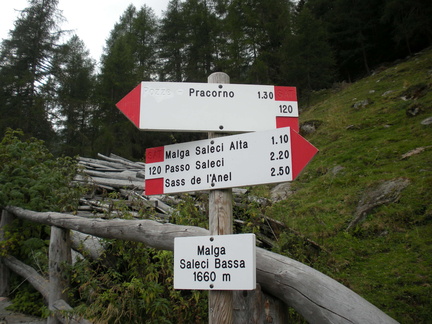 Pracorno 1.30
120
Malga Saleci Alta 1.10
120 Passo Saleci 2.20
Sass de l'Anel 2.50
Malga
Saleci Bassa
1660 m